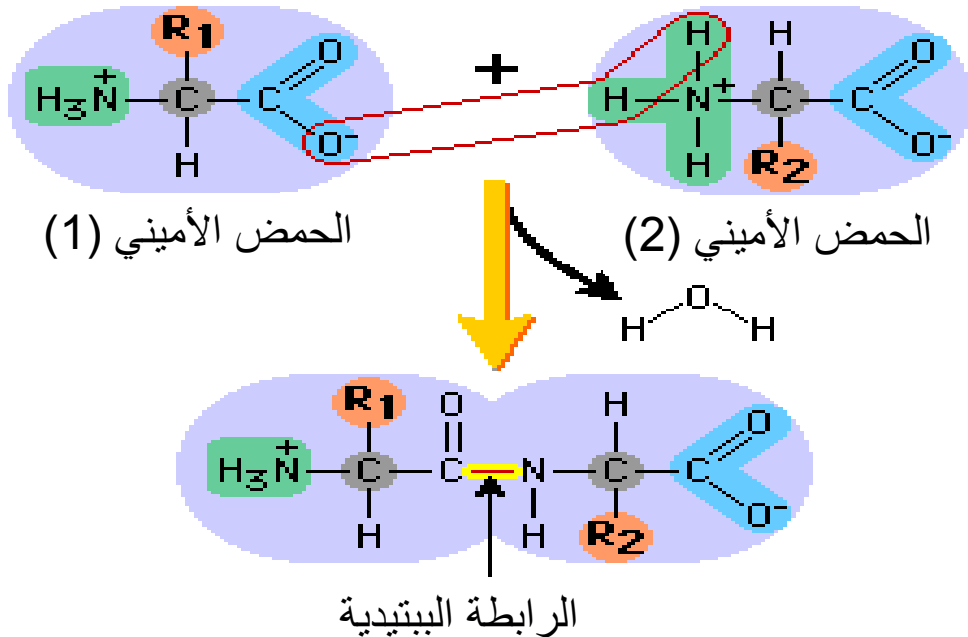 R1
O
H
H
+
H3N+
C
C
O-
H
H
N+
C
C
O
O-
H
H
R2
الحمض الأميني (1)
الحمض الأميني (2)
O
H
H
R1
O
H
O
H3N+
C
C
N
C
C
O-
H
H
R2
الرابطة الببتيدية